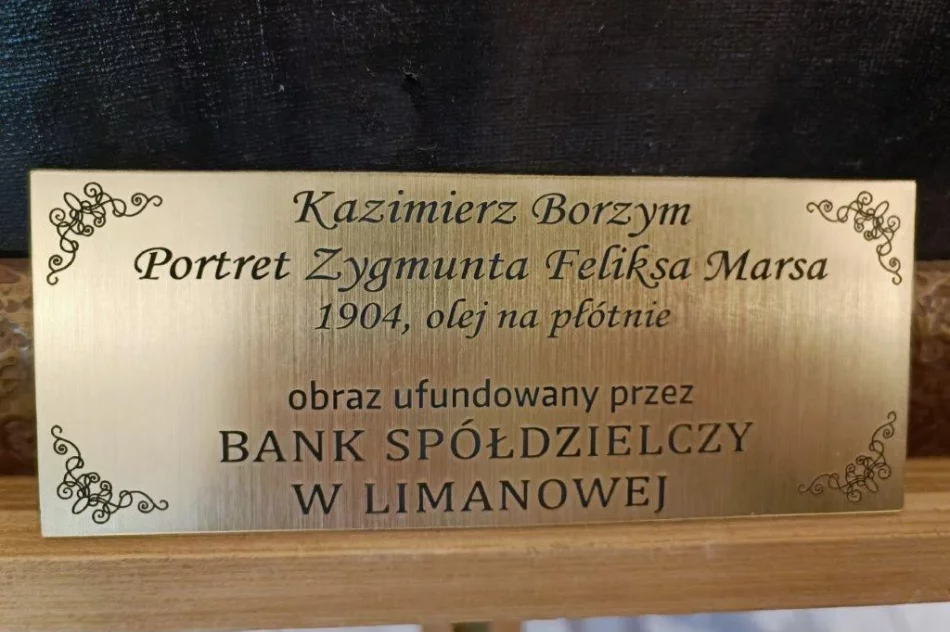 Kazimierz Borzym
Portret Zygmunta Feliksa Marsa
1904, olej na płótnie
obraz ufundowany przez
BANK SPÓŁDZIELCZY
W LIMANOWEJ